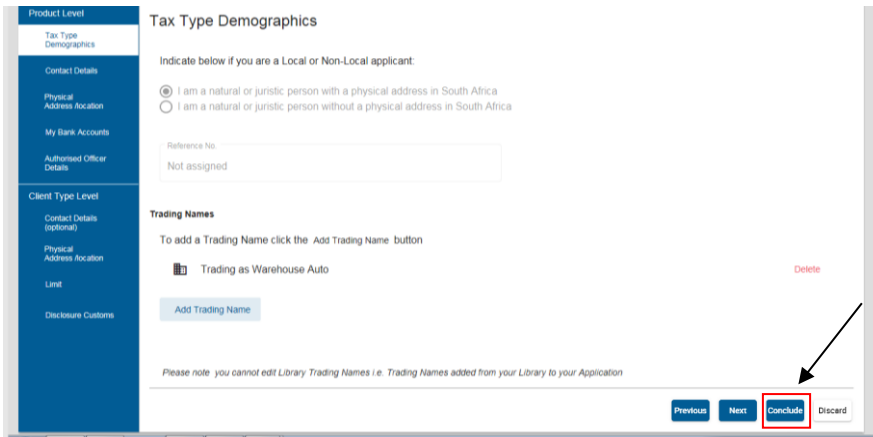 Product Level
Tax Type
Demographics
Contact Details
Physical
Address /location
My Bank Accounts
Authorised Officer
Details
Client Type Level
Contact Details
(optional)
Physical
Address /location
Limit
Disclosure Customs
Tax Type Demographics
Indicate below if you are a Local or Non-Local applicant:
I am a natural or juristic person with a physical address in South Africa
I am a natural or juristic person without a physical address in South Africa
Reference No.
Not assigned
Trading Names
To add a Trading Name click the Add Trading Name button
Trading as Warehouse Auto
Delete
Add Trading Name
Please note you cannot edit Library Trading Names i.e. Trading Names added from your Library to your Application
Previous Next Conclude Discard